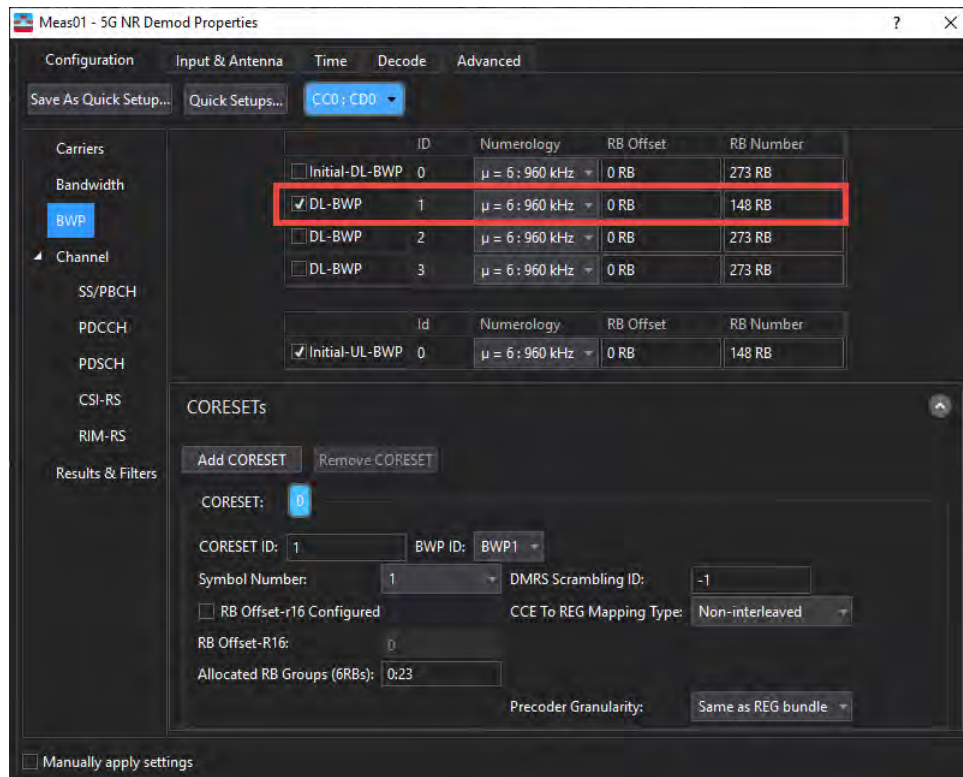 Meas01 - 5G NR Demod Properties ?
Configuration Input & Antenna Time Decode Advanced
Save As Quick Setup... Quick Setups... CC0 : CD0
Carriers
Bandwidth
BWP
Channel
SS/PBCH
PDCCH
PDSCH
CSI-RS
RIM-RS
Results & Filters
ID Numerology RB Offset RB Number
Initial-DL-BWP 0 μ = 6 : 960 kHz 0 RB 273 RB
DL-BWP 1 μ = 6 : 960 kHz 0 RB 148 RB
DL-BWP 2 μ = 6 : 960 kHz 0 RB 273 RB
DL-BWP 3 μ = 6 : 960 kHz 0 RB 273 RB
Id Numerology RB Offset RB Number
Initial-UL-BWP 0 μ = 6 : 960 kHz 0 RB 148 RB
CORESETs
Add CORESET Remove CORESET
CORESET: 0
CORESET ID: 1 BWP ID: BWP1
Symbol Number: 1 DMRS Scrambling ID: -1
RB Offset-r16 Configured CCE To REG Mapping Type: Non-interleaved
RB Offset-R16: 0
Allocated RB Groups (6RBs): 0:23
Precoder Granularity: Same as REG bundle
Manually apply settings